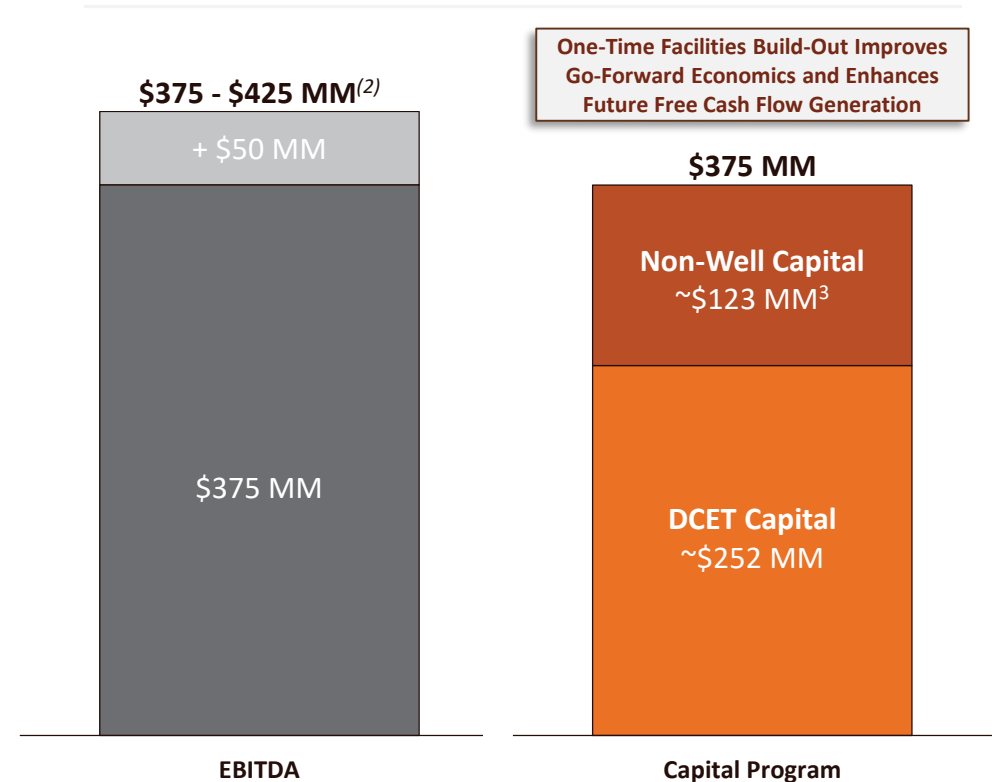 One-Time Facilities Build-Out Improves
Go-Forward Economics and Enhances
Future Free Cash Flow Generation
$375 - $425 MM(2)
+ $50 MM
$375 MM
EBITDA
$375 MM
Non-Well Capital
~$123 MM³
DCET Capital
~$252 MM
Capital Program